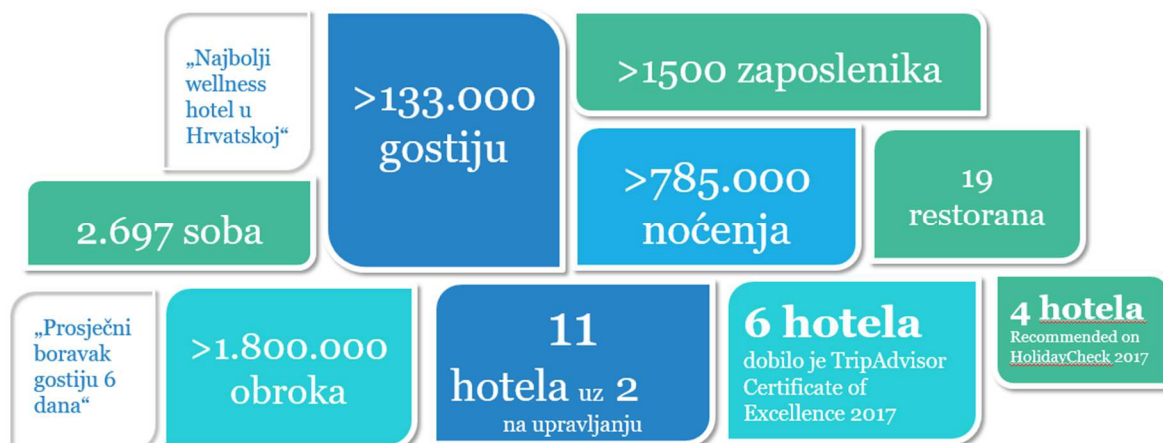 „Najbolji
wellness
hotel u
Hrvatskoj“
>133.000
gostiju
>1500 zaposlenika
2.697 soba
>785.000
noćenja
19
restorana
„Prosječni
boravak
gostiju 6
dana“
>1.800.000
obroka
11
hotela uz 2
na upravljanju
6 hotela
dobilo je TripAdvisor
Certificate of
Excellence 2017
4 hotela
Recommended on
HolidayCheck 2017